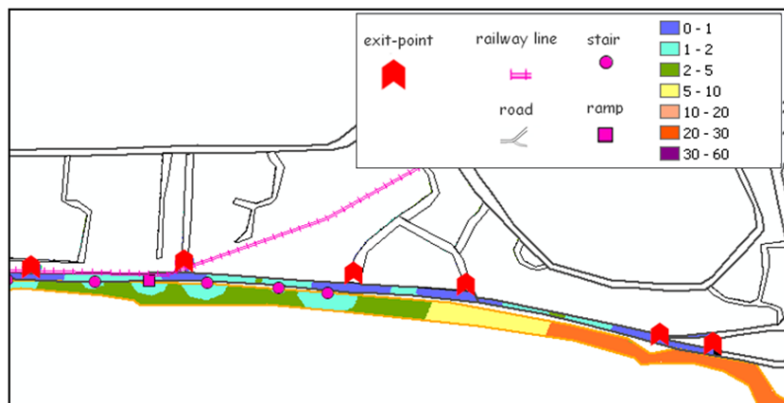 exit-point
railway line
stair
road
ramp
0 - 1
1 - 2
2 - 5
5 - 10
10 - 20
20 - 30
30 - 60